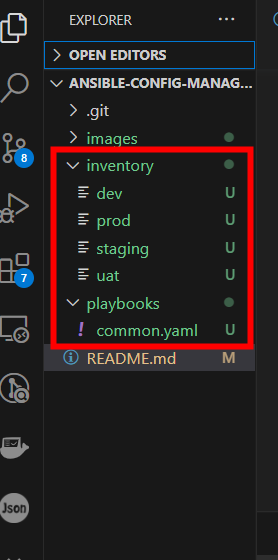 EXPLORER ...
OPEN EDITORS
ANSIBLE-CONFIG-MANAG...
.git
images
inventory
dev U
prod U
staging U
uat U
playbooks
! common.yaml U
README.md M
8
7
Json